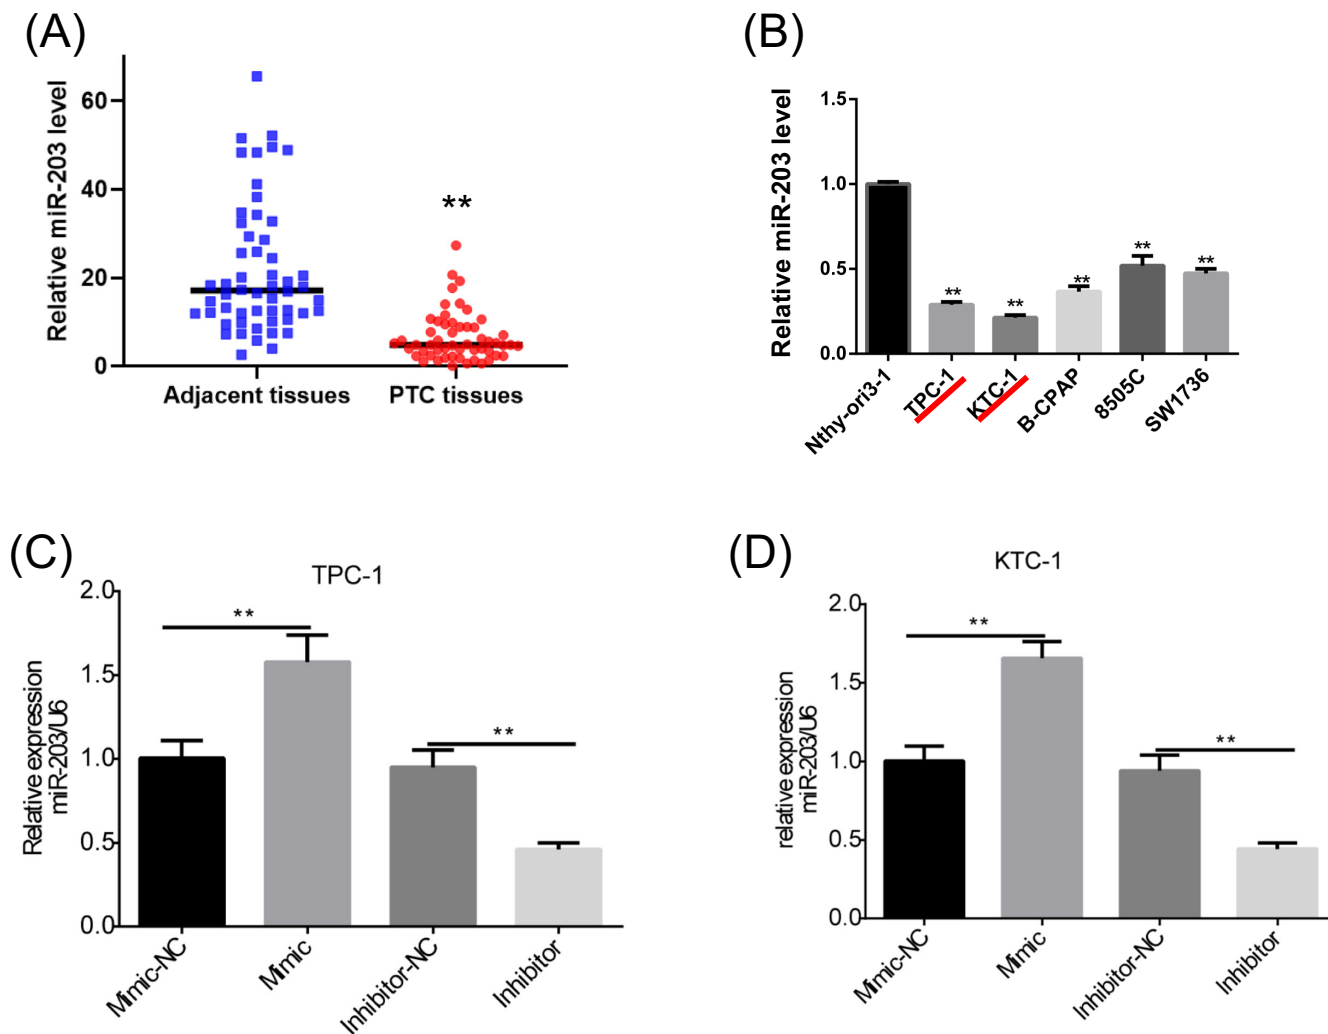 (A)
Relative miR-203 level
60
40
20
0
**
Adjacent tissues
PTC tissues
(B)
Relative miR-203 level
1.5
1.0
0.5
0.0
**
**
**
**
**
Nthy-ori3-1
TPC-1
KTC-1
B-CPAP
8505C
SW1736
(C)
TPC-1
Relative expression
miR-203/U6
2.0
1.5
1.0
0.5
0.0
**
**
Mimic-NC
Mimic
Inhibitor-NC
Inhibitor
(D)
KTC-1
relative expression
miR-203/U6
2.0
1.5
1.0
0.5
0.0
**
**
Mimic-NC
Mimic
Inhibitor-NC
Inhibitor